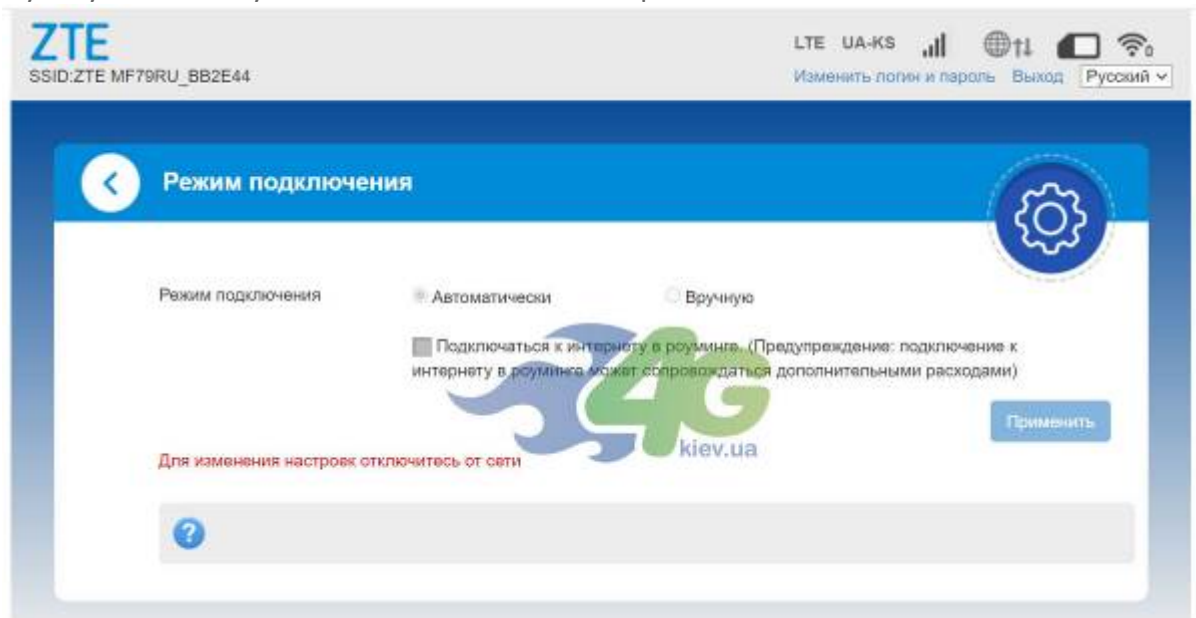 ZTE
LTE UA-KS
SSID:ZTE MF79RU_BB2E44
Изменить логин и пароль Выход Русский
Режим подключения
Режим подключения Автоматически Вручную
Подключаться к интернету в роуминге. (Предупреждение: подключение к
интернету в роуминге может сопровождаться дополнительными расходами)
Применить
4G
kiev.ua
Для изменения настроек отключитесь от сети
?